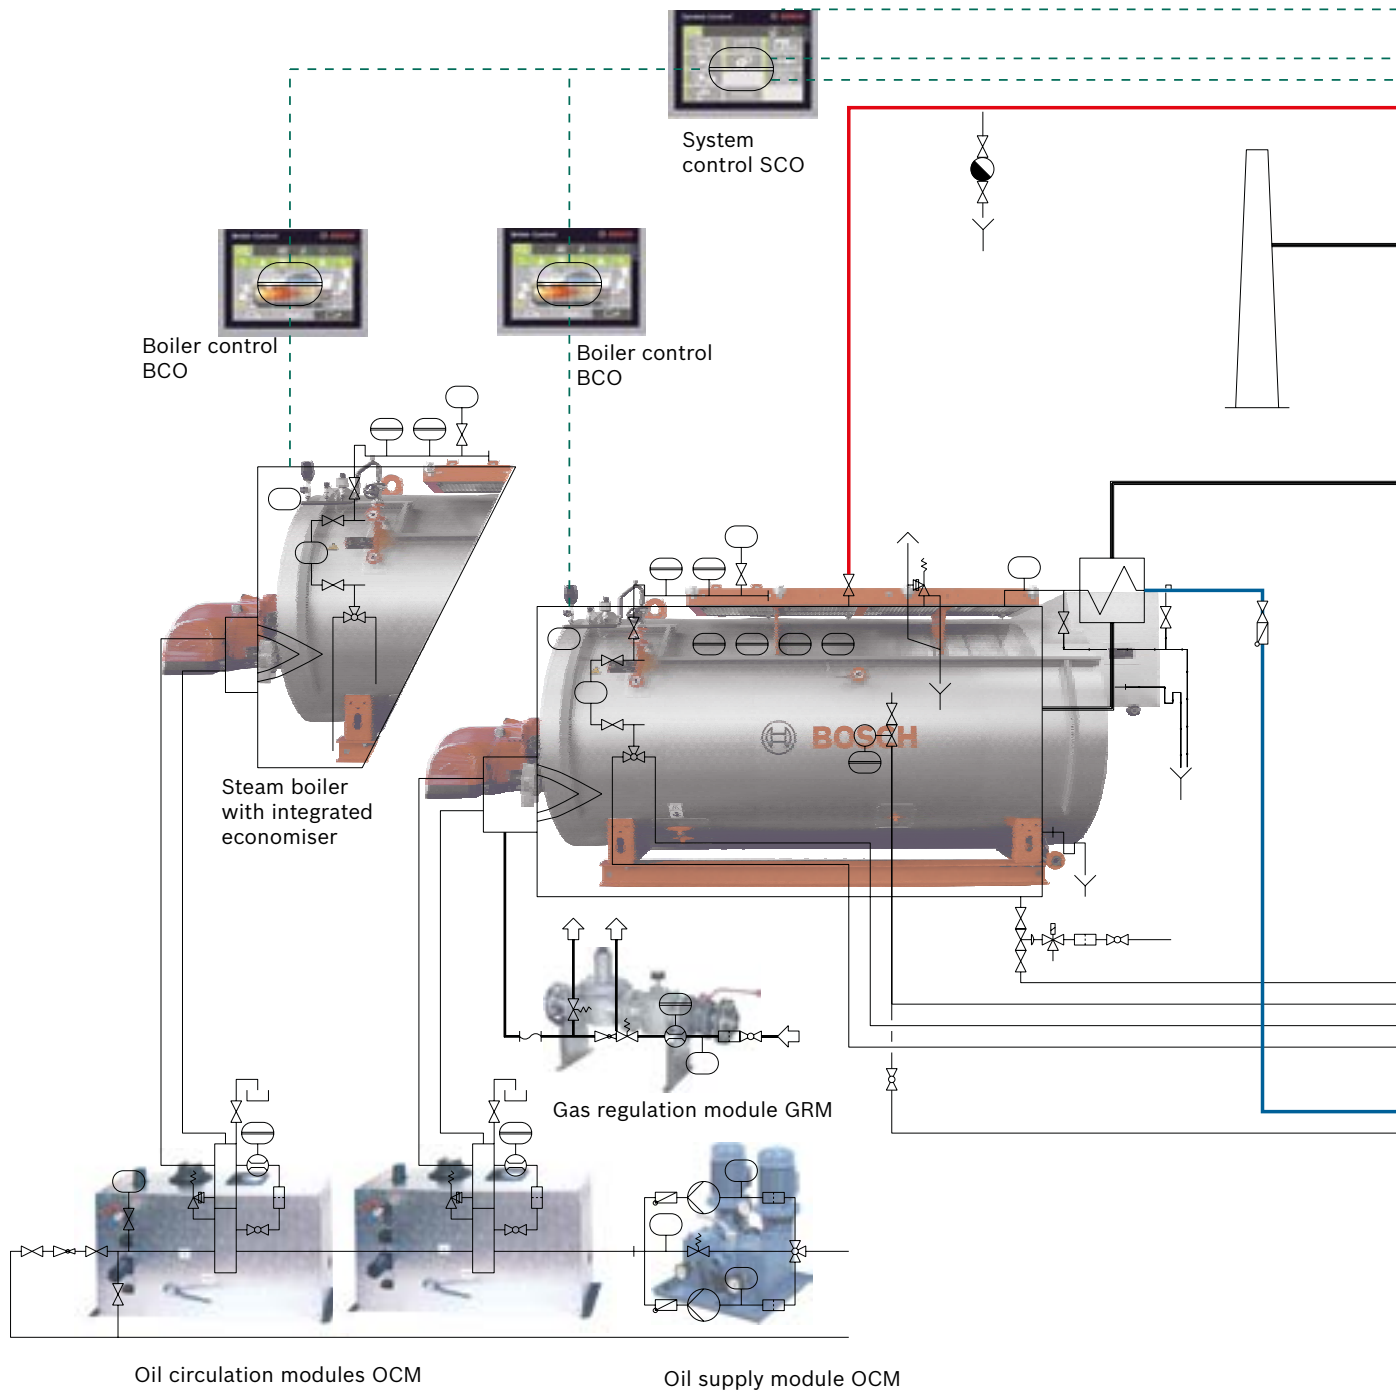 System
control SCO
Boiler control
BCO
Boiler control
BCO
BOSCH
Steam boiler
with integrated
economiser
Gas regulation module GRM
Oil circulation modules OCM
Oil supply module OCM